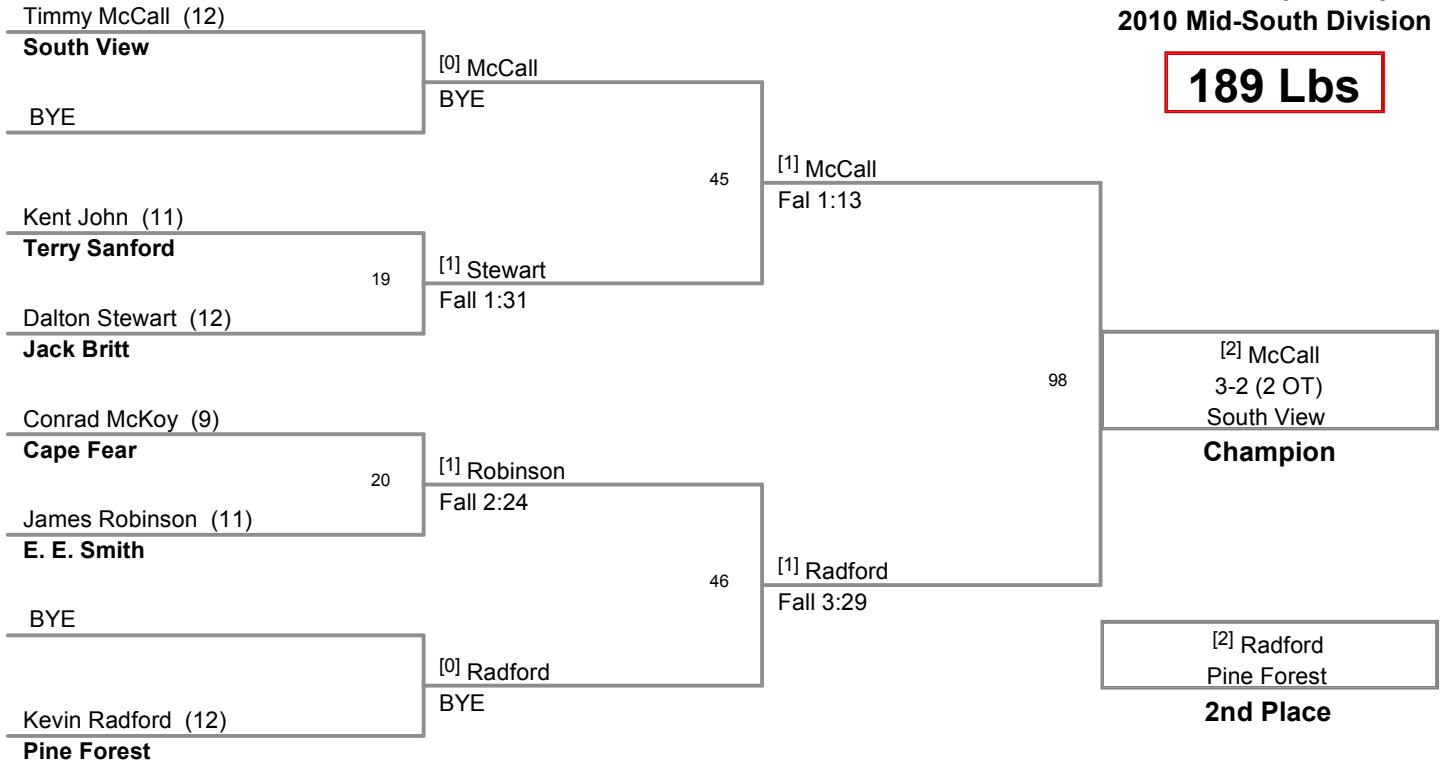 2010 Mid-South Division
189 Lbs
Timmy McCall (12)
South View
BYE
Kent John (11)
Terry Sanford
Dalton Stewart (12)
Jack Britt
Conrad McKoy (9)
Cape Fear
James Robinson (11)
E. E. Smith
BYE
Kevin Radford (12)
Pine Forest
19
20
[0] McCall
BYE
[1] Stewart
Fall 1:31
[1] Robinson
Fall 2:24
[0] Radford
BYE
45
46
[1] McCall
Fal 1:13
[1] Radford
Fall 3:29
98
[2] McCall
3-2 (2 OT)
South View
Champion
[2] Radford
Pine Forest
2nd Place